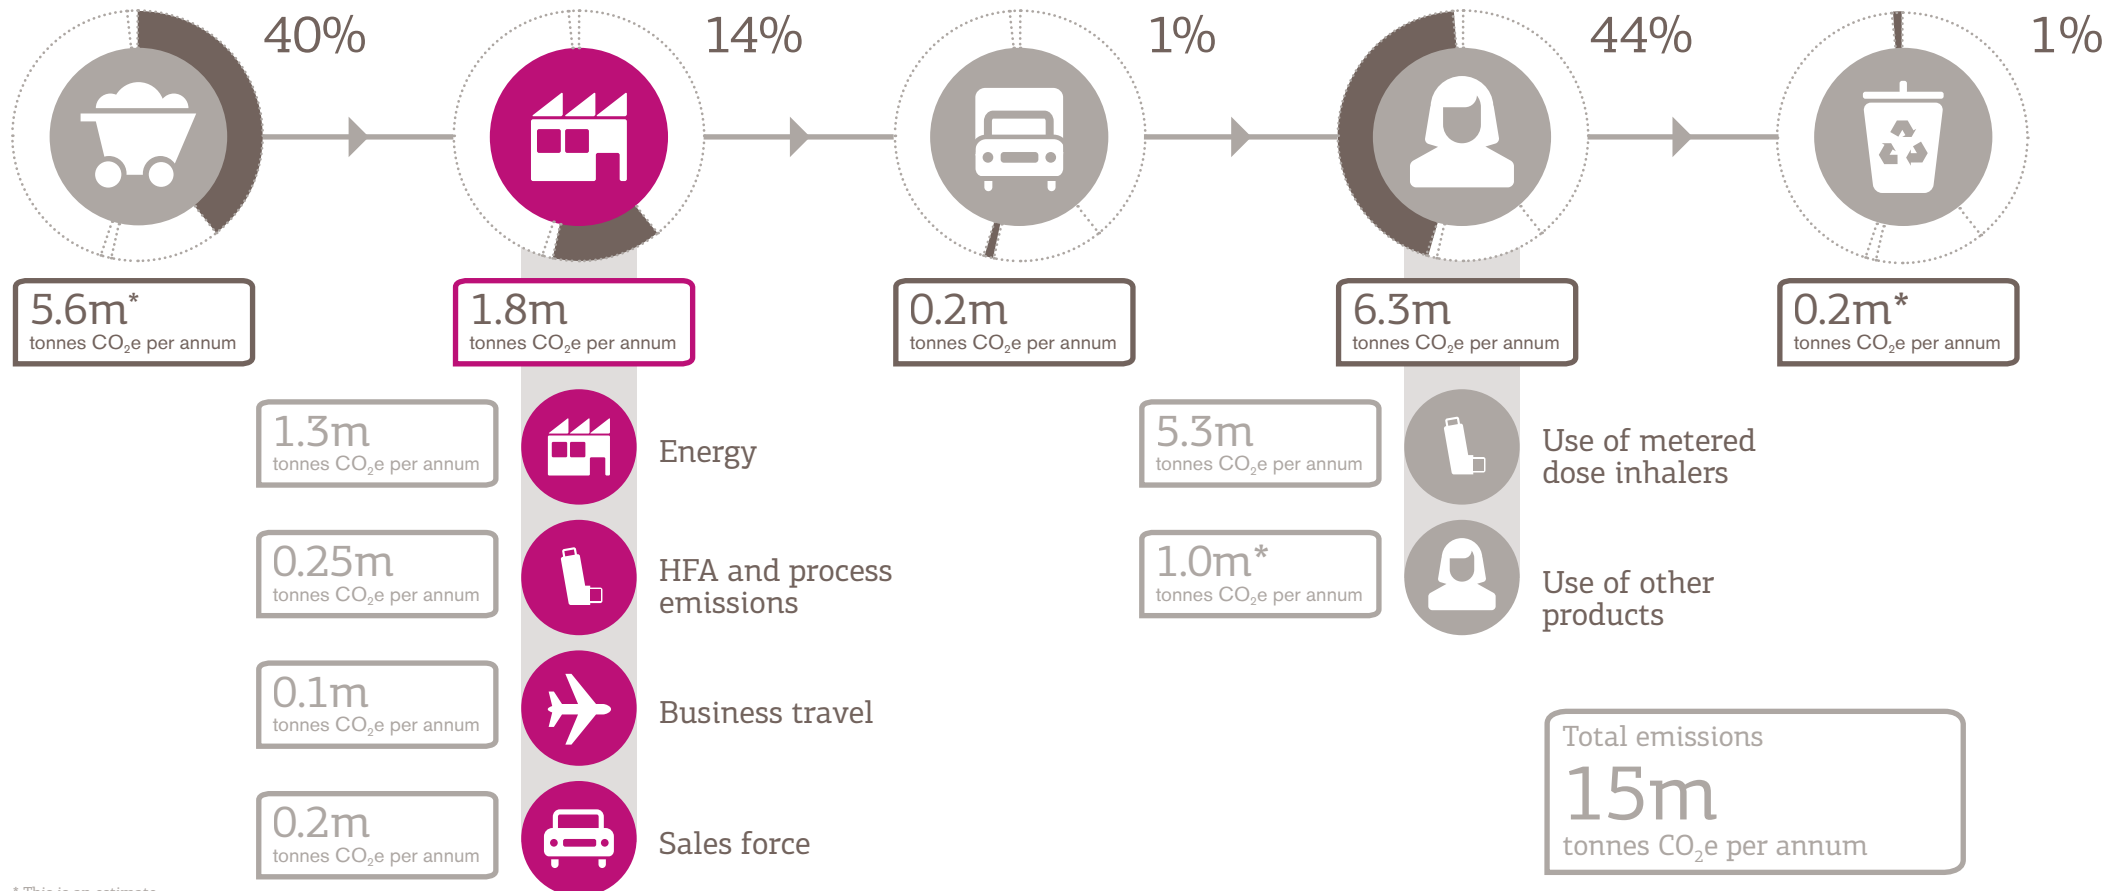 40%
14%
1%
44%
1%
5.6m*
tonnes CO₂e per annum
1.8m
tonnes CO₂e per annum
0.2m
tonnes CO₂e per annum
6.3m
tonnes CO₂e per annum
0.2m*
tonnes CO₂e per annum
1.3m
tonnes CO₂e per annum
Energy
0.25m
tonnes CO₂e per annum
HFA and process
emissions
0.1m
tonnes CO₂e per annum
Business travel
0.2m
tonnes CO₂e per annum
Sales force
5.3m
tonnes CO₂e per annum
Use of metered
dose inhalers
1.0m*
tonnes CO₂e per annum
Use of other
products
Total emissions
15m
tonnes CO₂e per annum
* This is an estimate